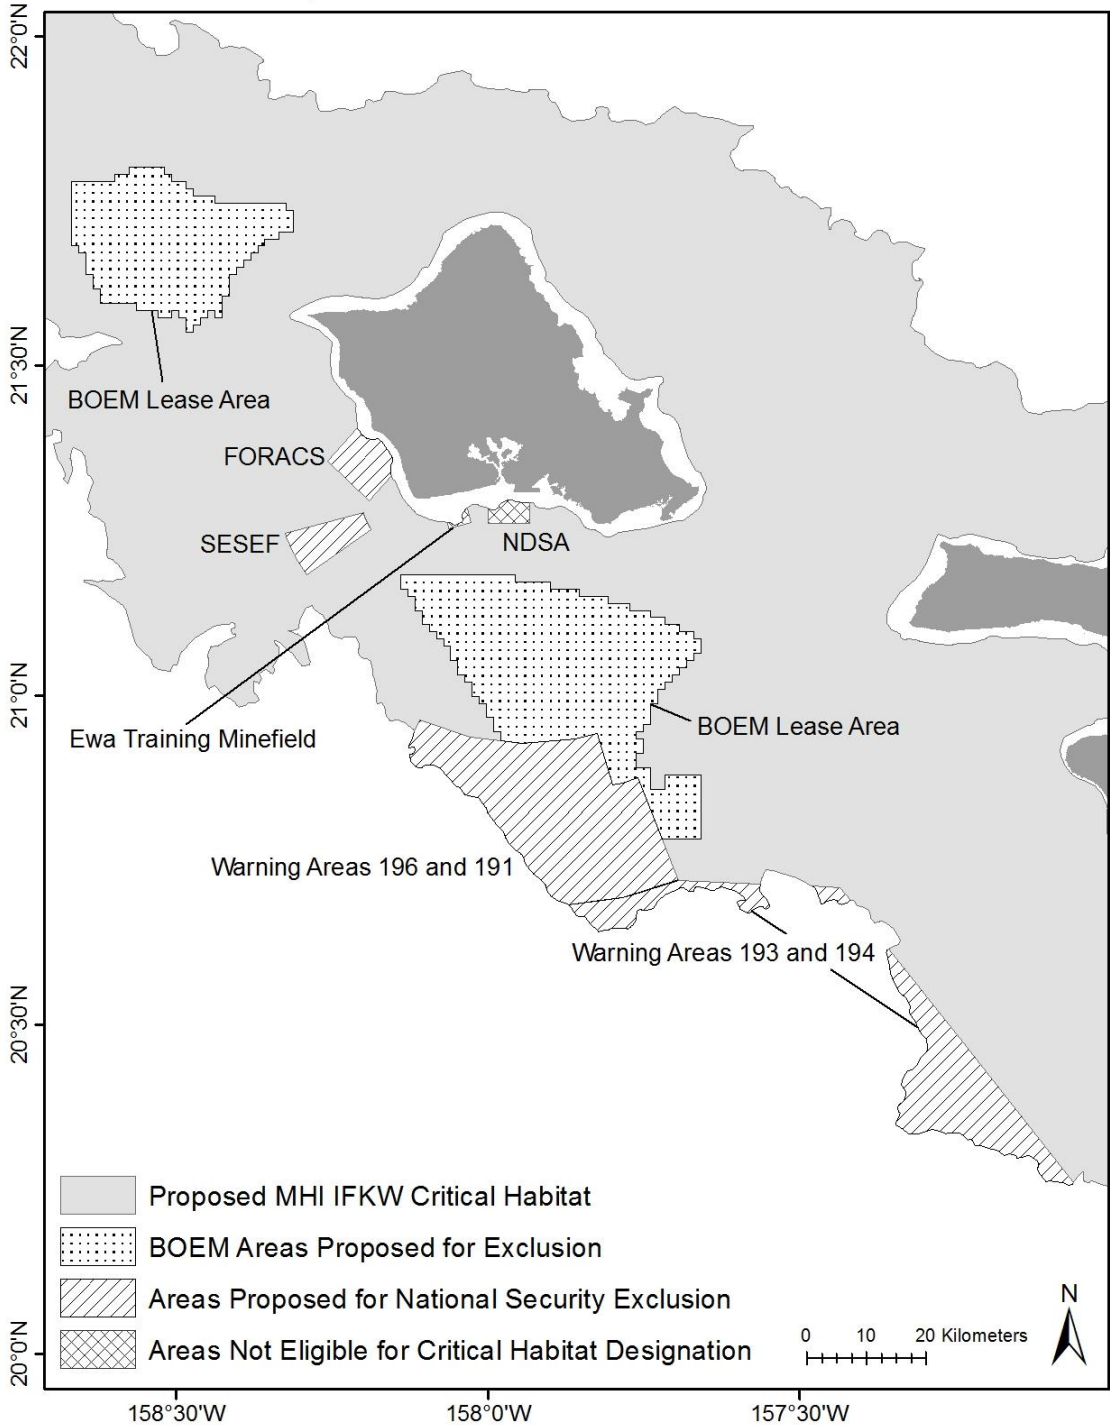 22°0'N
21°30'N
21°0'N
20°30'N
20°0'N
BOEM Lease Area
FORACS
SESEF
NDSA
Ewa Training Minefield
BOEM Lease Area
Warning Areas 196 and 191
Warning Areas 193 and 194
Proposed MHI IFKW Critical Habitat
BOEM Areas Proposed for Exclusion
Areas Proposed for National Security Exclusion
Areas Not Eligible for Critical Habitat Designation
N
0 10 20 Kilometers
158°30'W 158°0'W 157°30'W